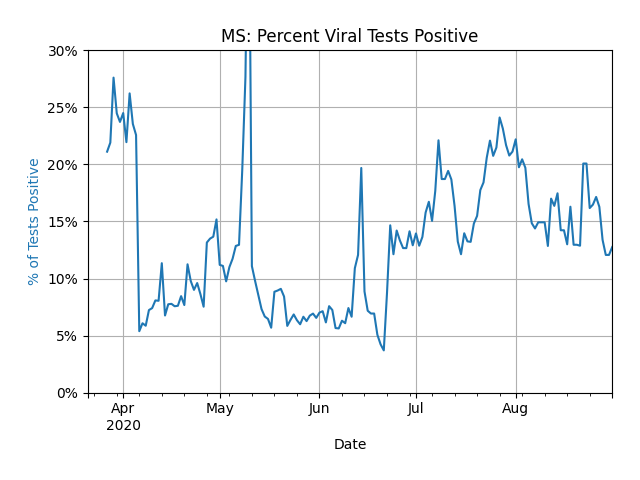 MS: Percent Viral Tests Positive
% of Tests Positive
30%
25%
20%
15%
10%
5%
0%
Apr
2020
May
Jun
Jul
Aug
Date